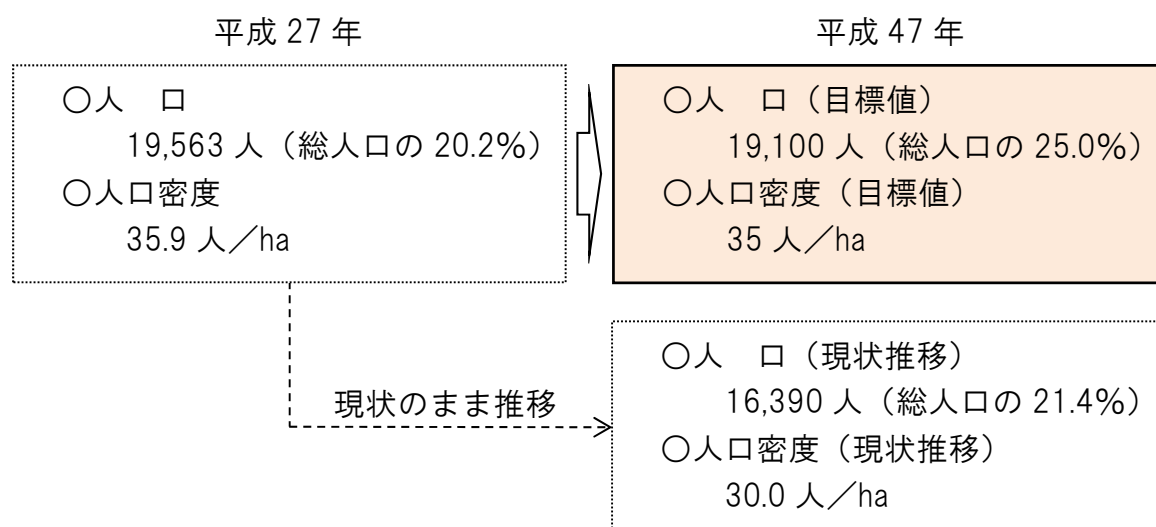 平成 27 年
○人　口
19,563 人（総人口の 20.2%）
○人口密度
35.9 人／ha
平成 47 年
○人　口（目標値）
19,100 人（総人口の 25.0%）
○人口密度（目標値）
35 人／ha
現状のまま推移
○人　口（現状推移）
16,390 人（総人口の 21.4%）
○人口密度（現状推移）
30.0 人／ha